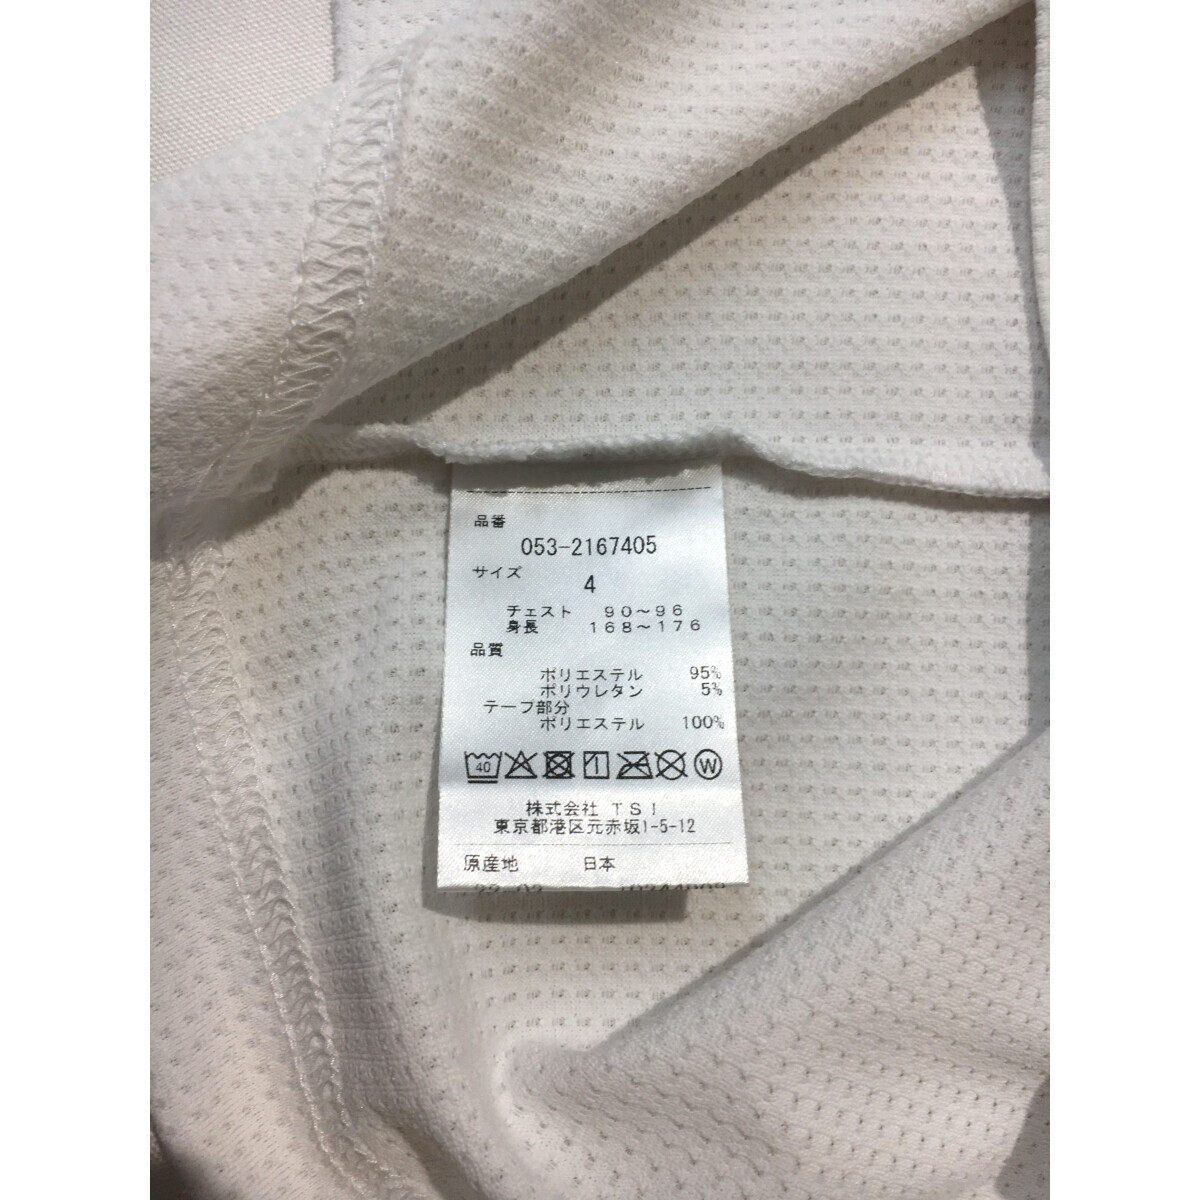 品番
053-2167405
サイズ
4
チェスト 90～96
身長 168～176
品質
ポリエステル 95%
ポリウレタン 5%
テープ部分
ポリエステル 100%
40 W
株式会社 TSI
東京都港区元赤坂1-5-12
原産地 日本